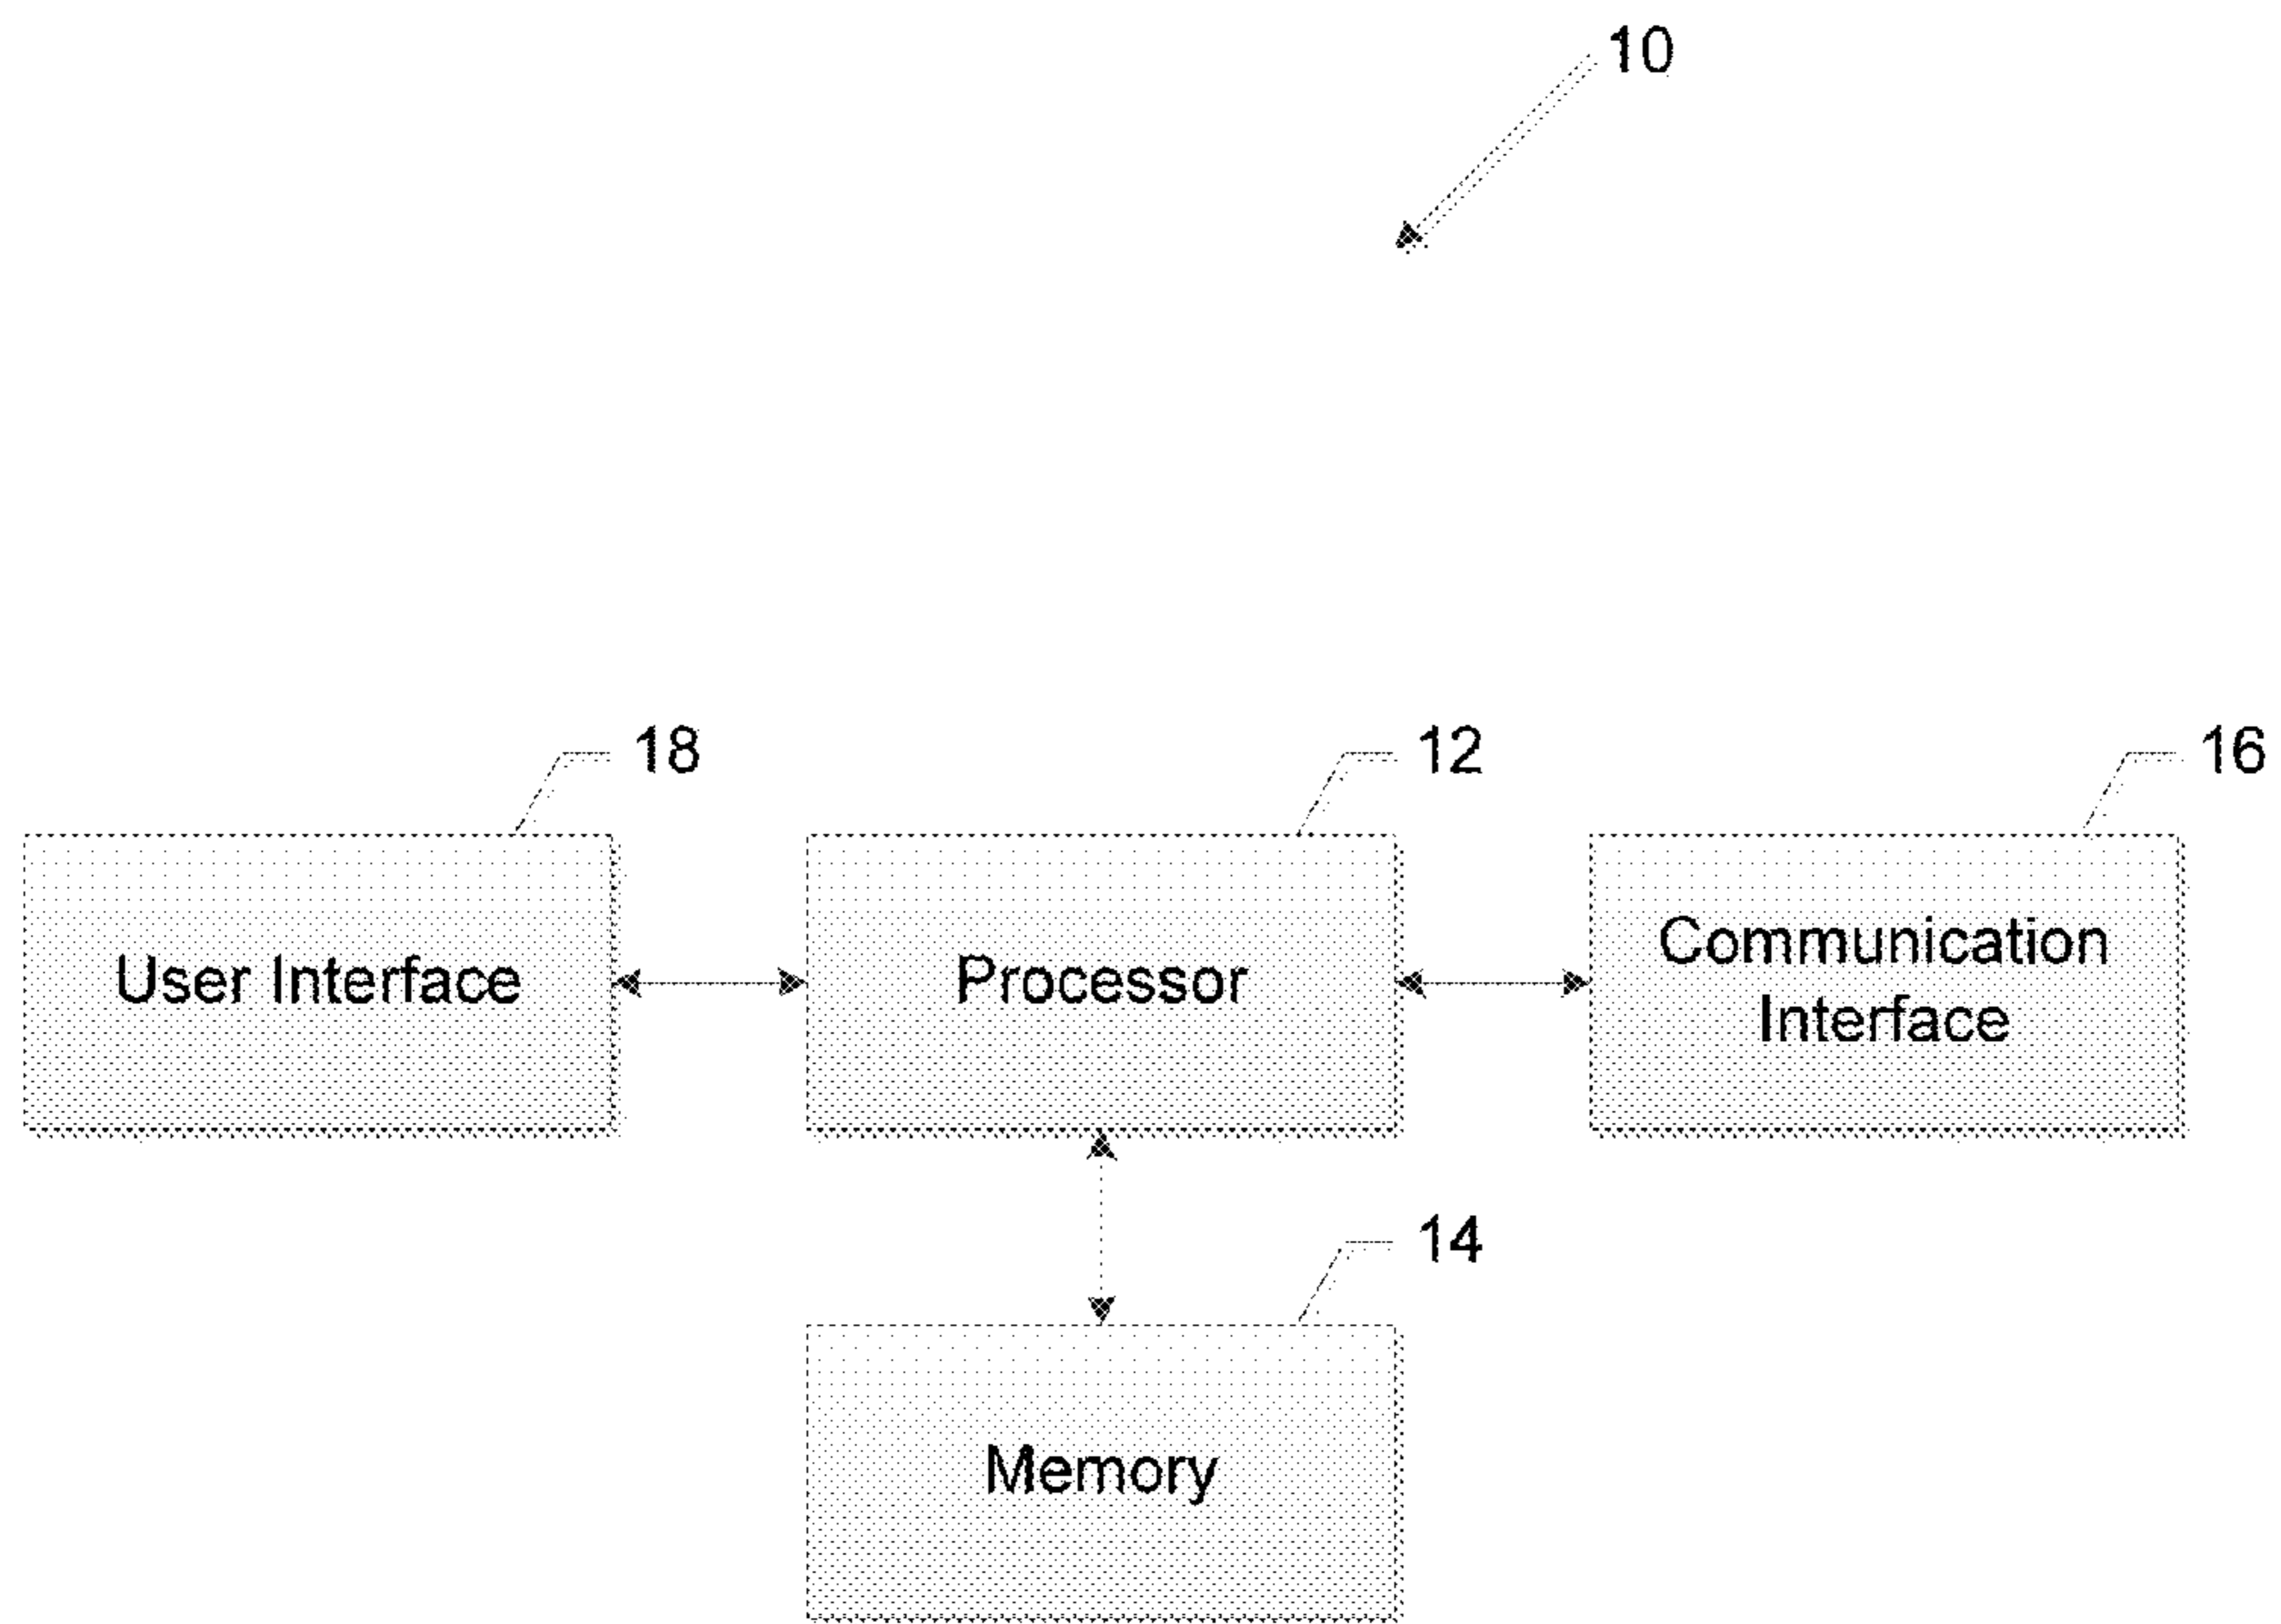 10
18
12
16
User Interface
Processor
Communication
Interface
14
Memory